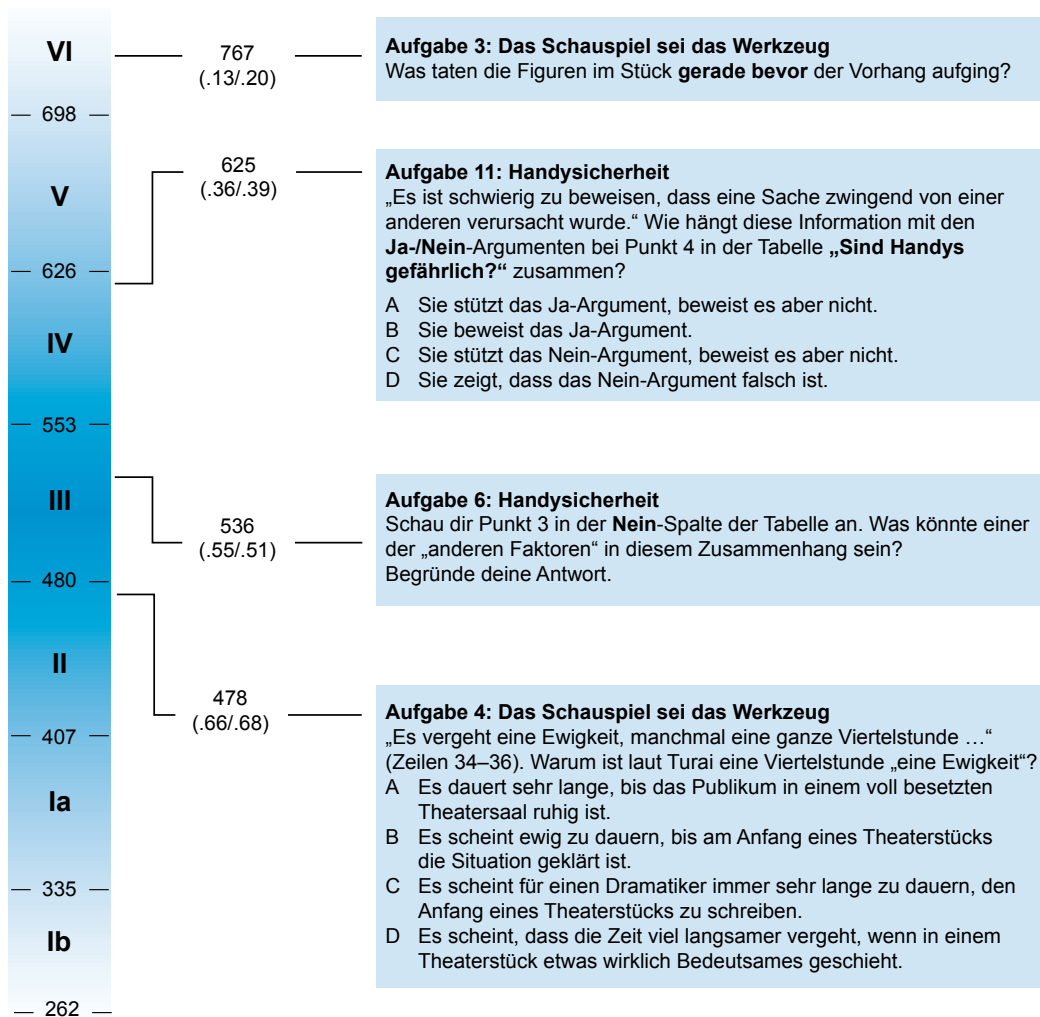 VI
767
(.13/.20)
Aufgabe 3: Das Schauspiel sei das Werkzeug
Was taten die Figuren im Stück gerade bevor der Vorhang aufging?
— 698 —
V
625
(.36/.39)
Aufgabe 11: Handysicherheit
„Es ist schwierig zu beweisen, dass eine Sache zwingend von einer
anderen verursacht wurde.“ Wie hängt diese Information mit den
Ja-/Nein-Argumenten bei Punkt 4 in der Tabelle „Sind Handys
gefährlich?“ zusammen?
A Sie stützt das Ja-Argument, beweist es aber nicht.
B Sie beweist das Ja-Argument.
C Sie stützt das Nein-Argument, beweist es aber nicht.
D Sie zeigt, dass das Nein-Argument falsch ist.
— 626 —
IV
— 553 —
III
536
(.55/.51)
Aufgabe 6: Handysicherheit
Schau dir Punkt 3 in der Nein-Spalte der Tabelle an. Was könnte einer
der „anderen Faktoren“ in diesem Zusammenhang sein?
Begründe deine Antwort.
— 480 —
II
478
(.66/.68)
Aufgabe 4: Das Schauspiel sei das Werkzeug
„Es vergeht eine Ewigkeit, manchmal eine ganze Viertelstunde …“
(Zeilen 34–36). Warum ist laut Turai eine Viertelstunde „eine Ewigkeit“?
A Es dauert sehr lange, bis das Publikum in einem voll besetzten
Theatersaal ruhig ist.
B Es scheint ewig zu dauern, bis am Anfang eines Theaterstücks
die Situation geklärt ist.
C Es scheint für einen Dramatiker immer sehr lange zu dauern, den
Anfang eines Theaterstücks zu schreiben.
D Es scheint, dass die Zeit viel langsamer vergeht, wenn in einem
Theaterstück etwas wirklich Bedeutsames geschieht.
— 407 —
Ia
— 335 —
Ib
— 262 —